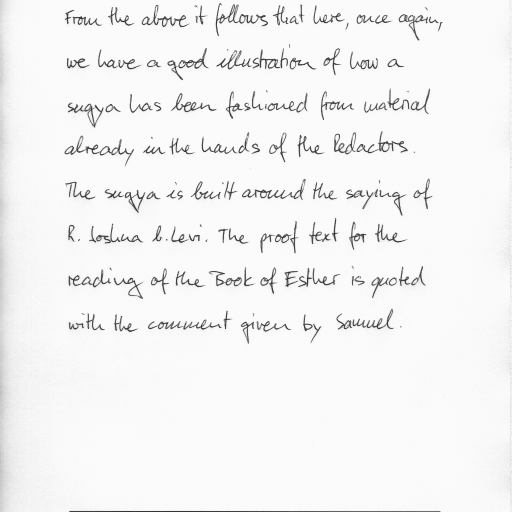 From the above it follows that here, once again,
we have a good illustration of how a
sugya has been fashioned from material
already in the hands of the Redactors.
The sugya is built around the saying of
R. Joshua b. Levi. The proof text for the
reading of the Book of Esther is quoted
with the comment given by Samuel.